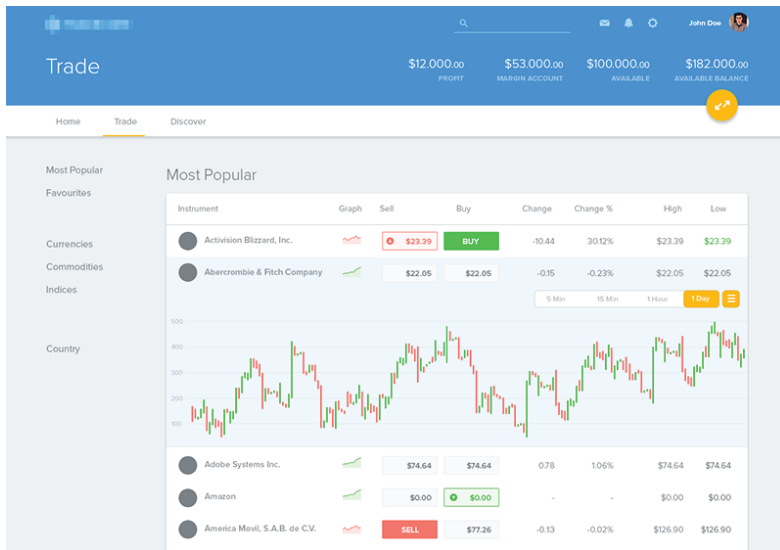 John Doe
Trade
$12.000.00 $53.000.00 $100.000.00 $182.000.00
PROFIT MARGIN ACCOUNT AVAILABLE AVAILABLE BALANCE
Home Trade Discover
Most Popular
Favourites
Currencies
Commodities
Indices
Country
Most Popular
Instrument Graph Sell Buy Change Change % High Low
Activision Blizzard, Inc. $23.39 BUY -10.44 30.12% $23.39 $23.39
Abercrombie & Fitch Company $22.05 $22.05 -0.15 -0.23% $22.05 $22.05
5 Min 15 Min 1 Hour 1 Day
500
400
300
200
100
Adobe Systems Inc. $74.64 $74.64 0.78 1.06% $74.64 $74.64
Amazon $0.00 $0.00 - - $0.00 $0.00
America Movil, S.A.B. de C.V. SELL $77.26 -0.13 -0.02% $126.90 $126.90